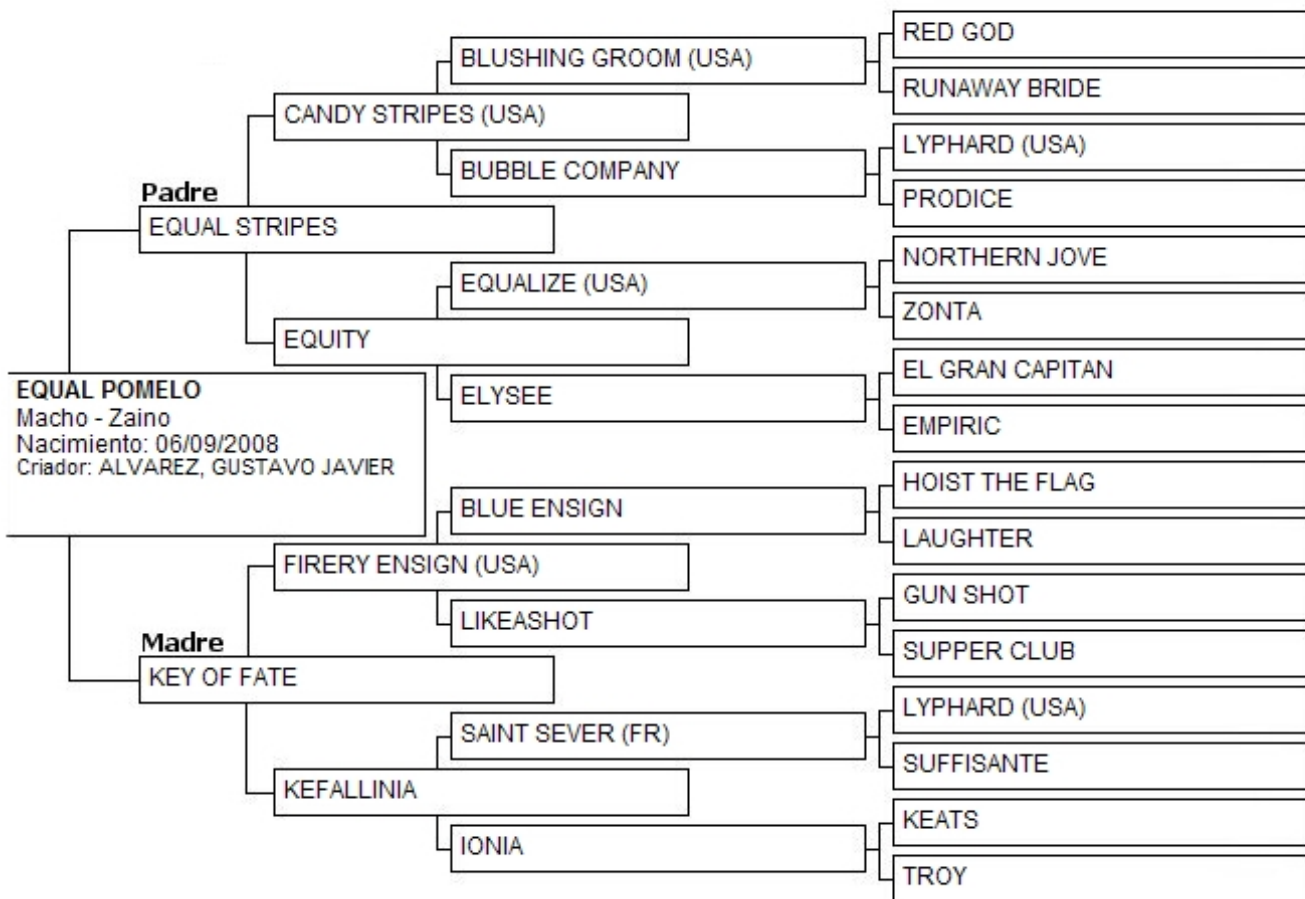 RED GOD
BLUSHING GROOM (USA)
RUNAWAY BRIDE
CANDY STRIPES (USA)
LYPHARD (USA)
BUBBLE COMPANY
PRODICE
Padre
EQUAL STRIPES
NORTHERN JOVE
EQUALIZE (USA)
ZONTA
EQUITY
EL GRAN CAPITAN
ELYSEE
EMPIRIC
EQUAL POMELO
Macho - Zaino
Nacimiento: 06/09/2008
Criador: ALVAREZ, GUSTAVO JAVIER
HOIST THE FLAG
BLUE ENSIGN
LAUGHTER
FIRERY ENSIGN (USA)
GUN SHOT
LIKEASHOT
SUPPER CLUB
Madre
KEY OF FATE
LYPHARD (USA)
SAINT SEVER (FR)
SUFFISANTE
KEFALLINIA
KEATS
IONIA
TROY